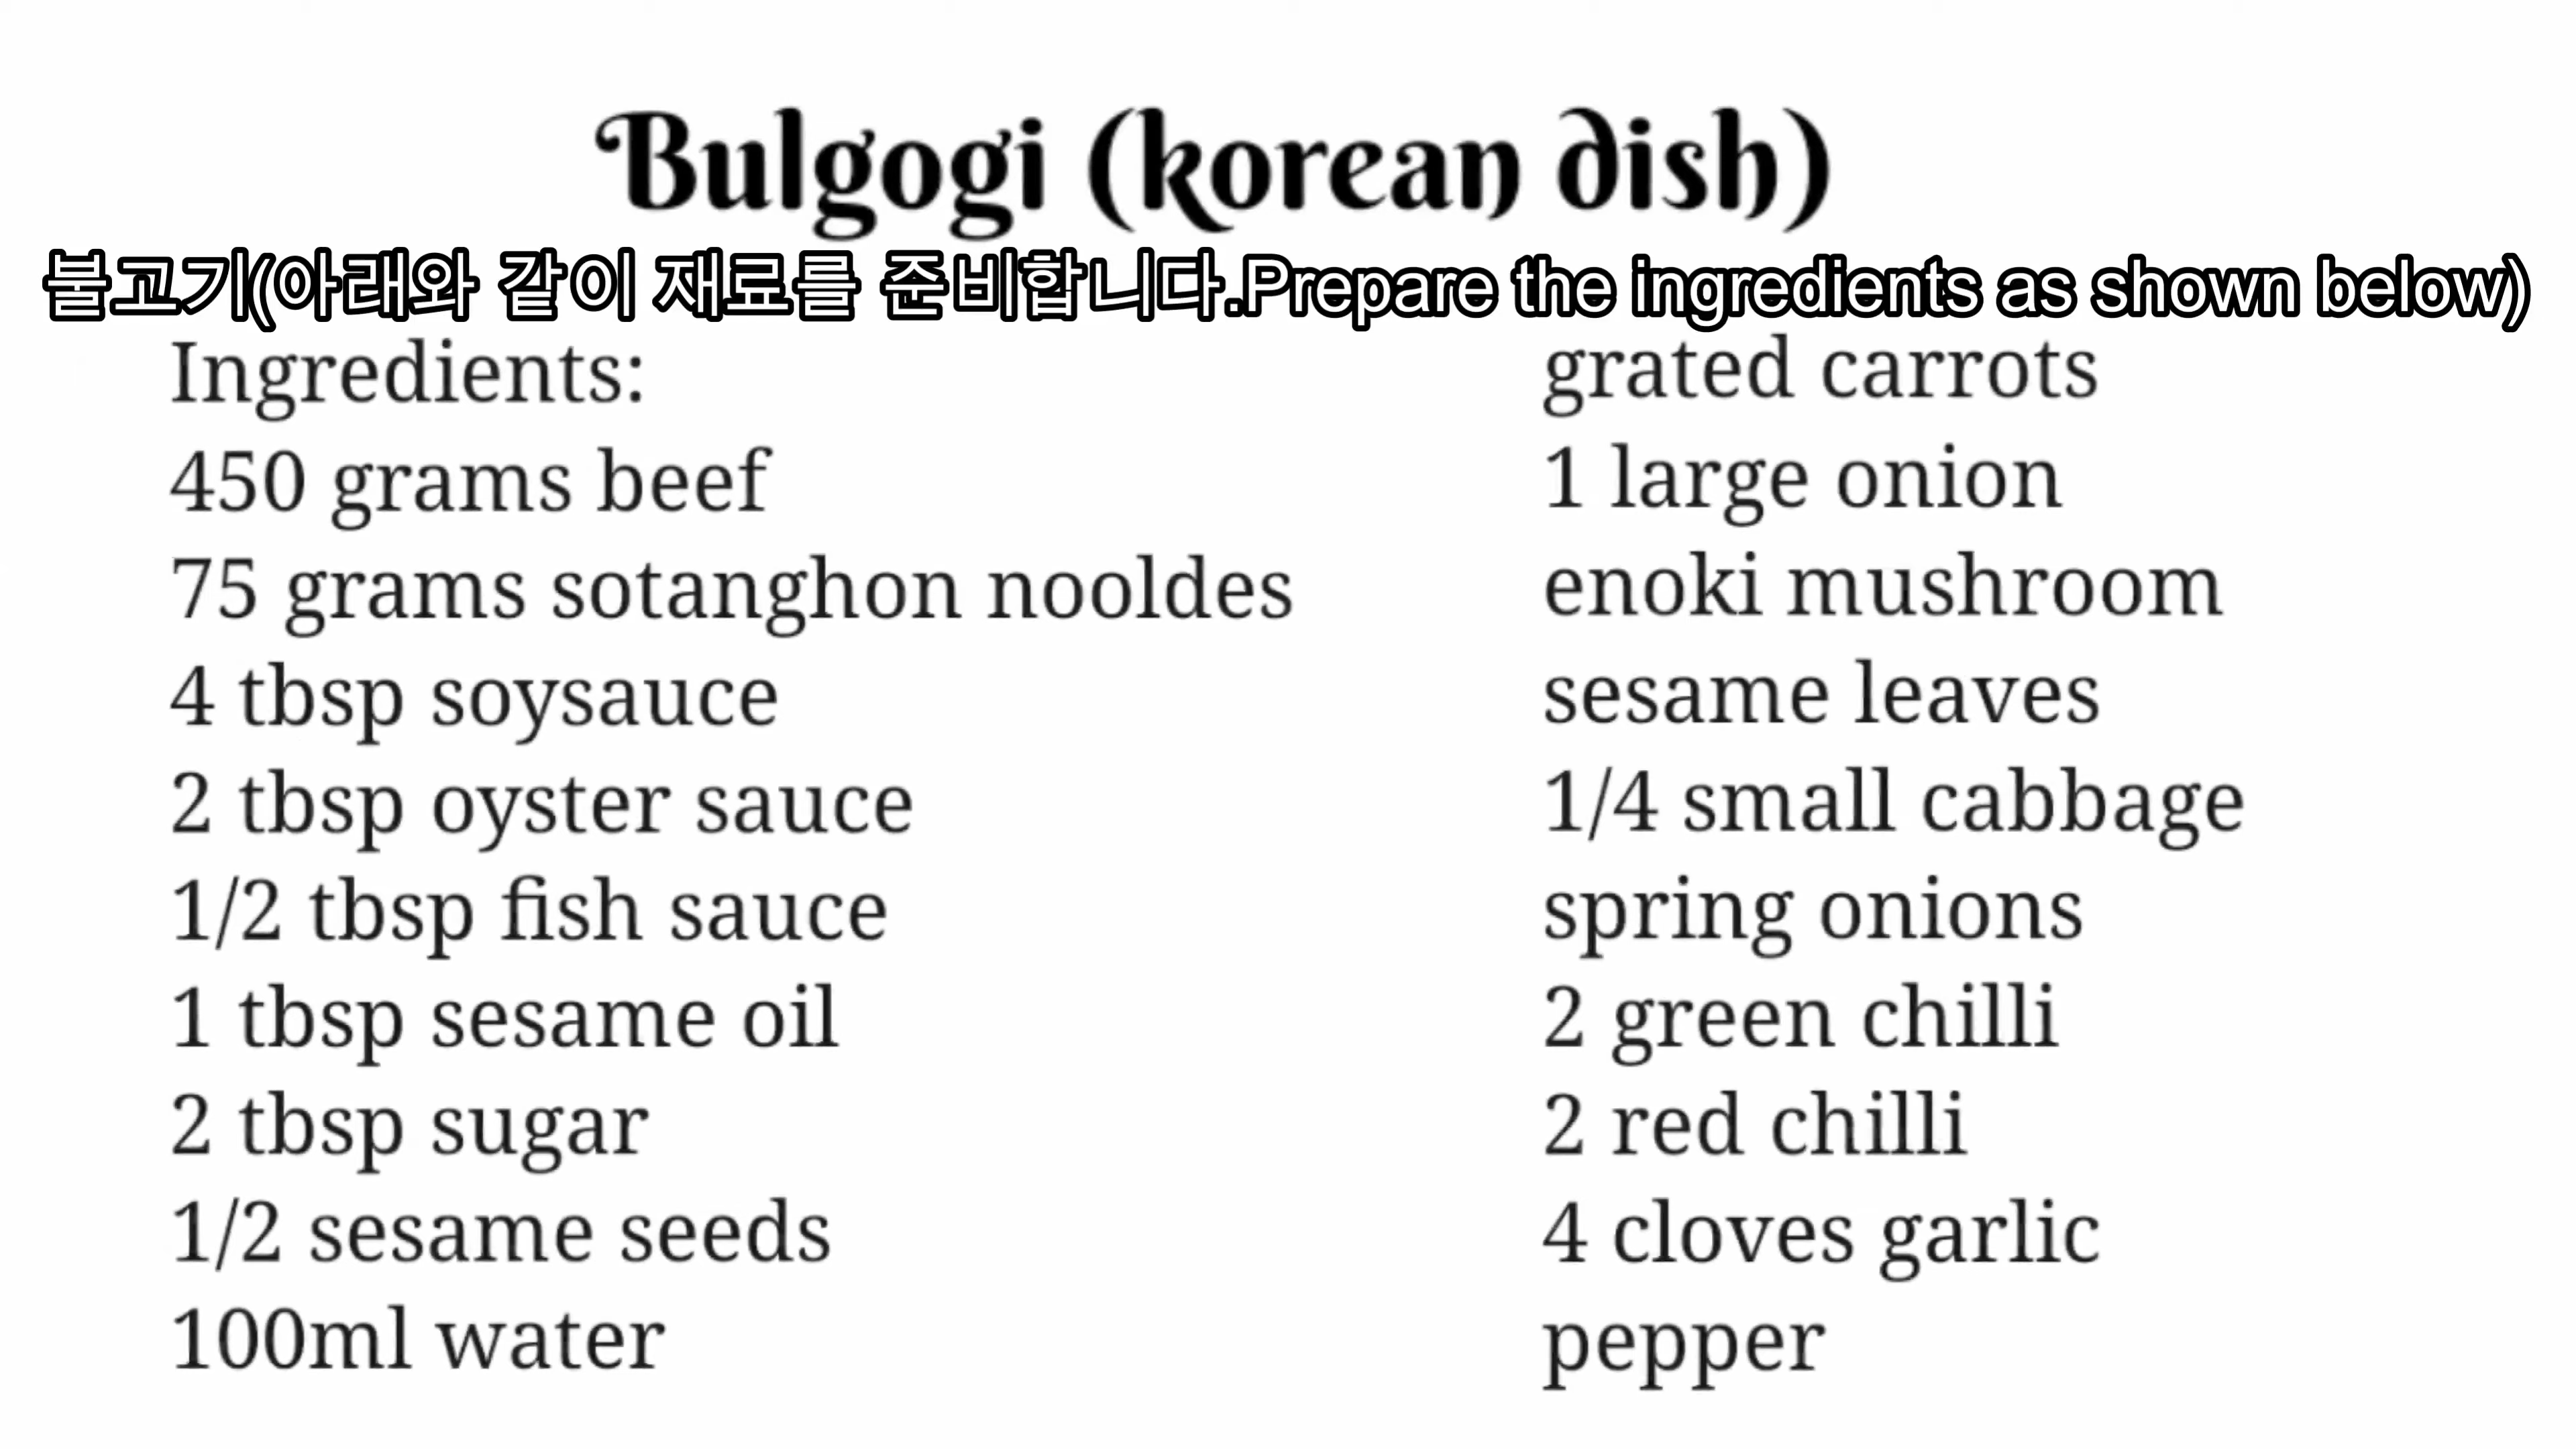 Bulgogi (korean dish)
불고기(아래와 같이 재료를 준비합니다.Prepare the ingredients as shown below)
Ingredients:
450 grams beef
75 grams sotanghon nooldes
4 tbsp soysauce
2 tbsp oyster sauce
1/2 tbsp fish sauce
1 tbsp sesame oil
2 tbsp sugar
1/2 sesame seeds
100ml water
grated carrots
1 large onion
enoki mushroom
sesame leaves
1/4 small cabbage
spring onions
2 green chilli
2 red chilli
4 cloves garlic
pepper